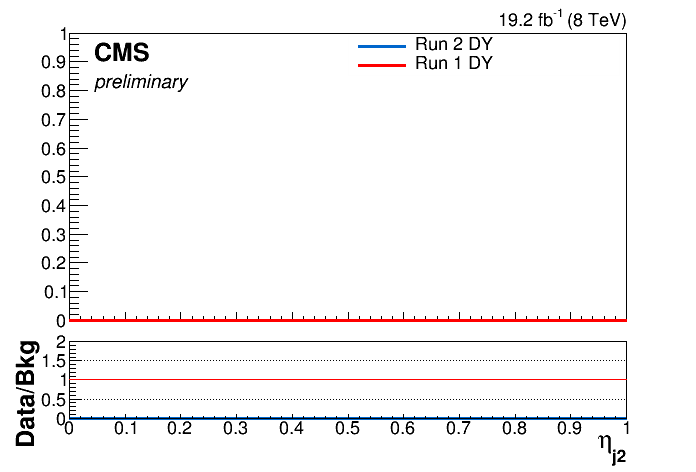 19.2 fb-1 (8 TeV)
CMS
preliminary
Run 2 DY
Run 1 DY
1
0.9
0.8
0.7
0.6
0.5
0.4
0.3
0.2
0.1
0
Data/Bkg
2
1.5
1
0.5
0
0 0.1 0.2 0.3 0.4 0.5 0.6 0.7 0.8 0.9 1
ηj2